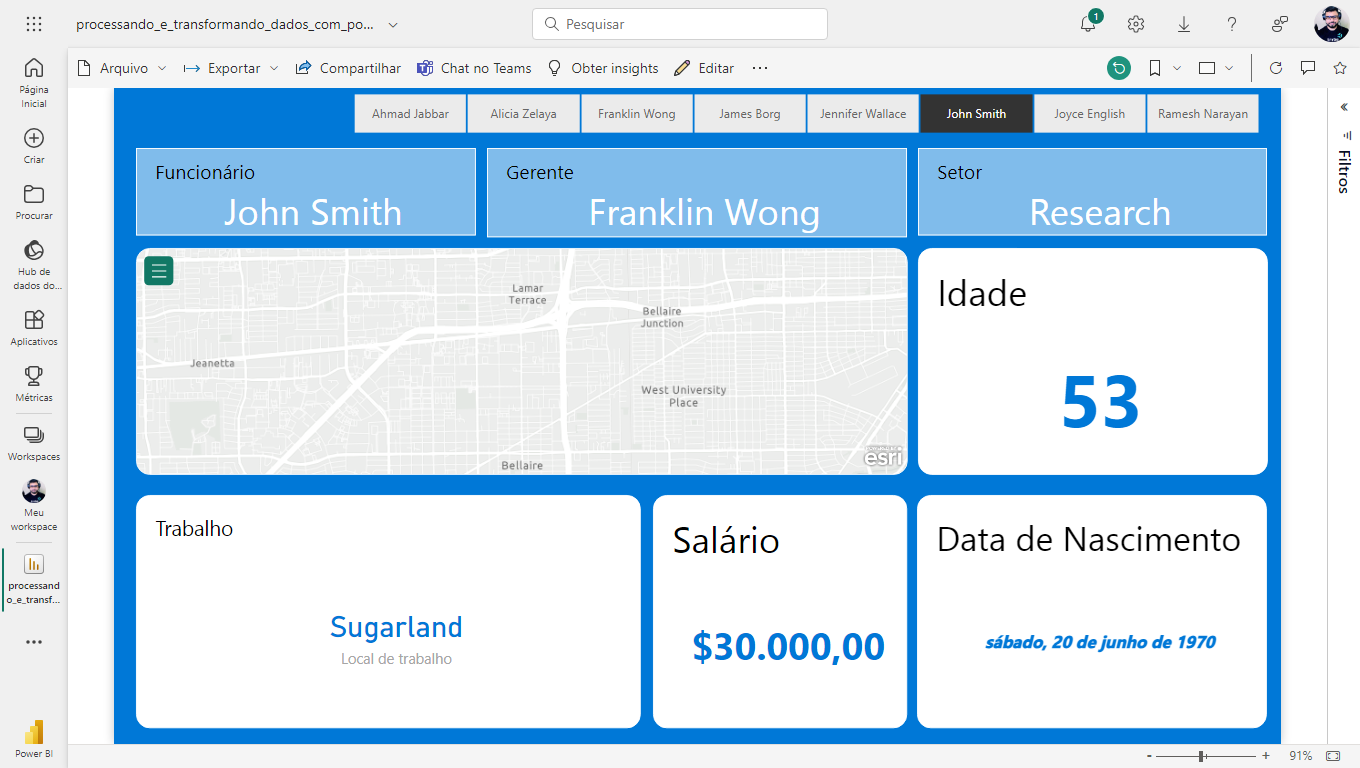 processando_e_transformando_dados_com_po...
Pesquisar
1
Página
Inicial
Criar
Procurar
Hub de
dados do...
Aplicativos
Métricas
Workspaces
Meu
workspace
processand
o_e_transf...
Power BI
Arquivo
Exportar
Compartilhar
Chat no Teams
Obter insights
Editar
Ahmad Jabbar
Alicia Zelaya
Franklin Wong
James Borg
Jennifer Wallace
John Smith
Joyce English
Ramesh Narayan
Filtros
Funcionário
John Smith
Gerente
Franklin Wong
Setor
Research
Lamar
Terrace
Bellaire
Junction
Jeanetta
West University
Place
Bellaire
esri
Idade
53
Trabalho
Sugarland
Local de trabalho
Salário
$30.000,00
Data de Nascimento
sábado, 20 de junho de 1970
- + 91%